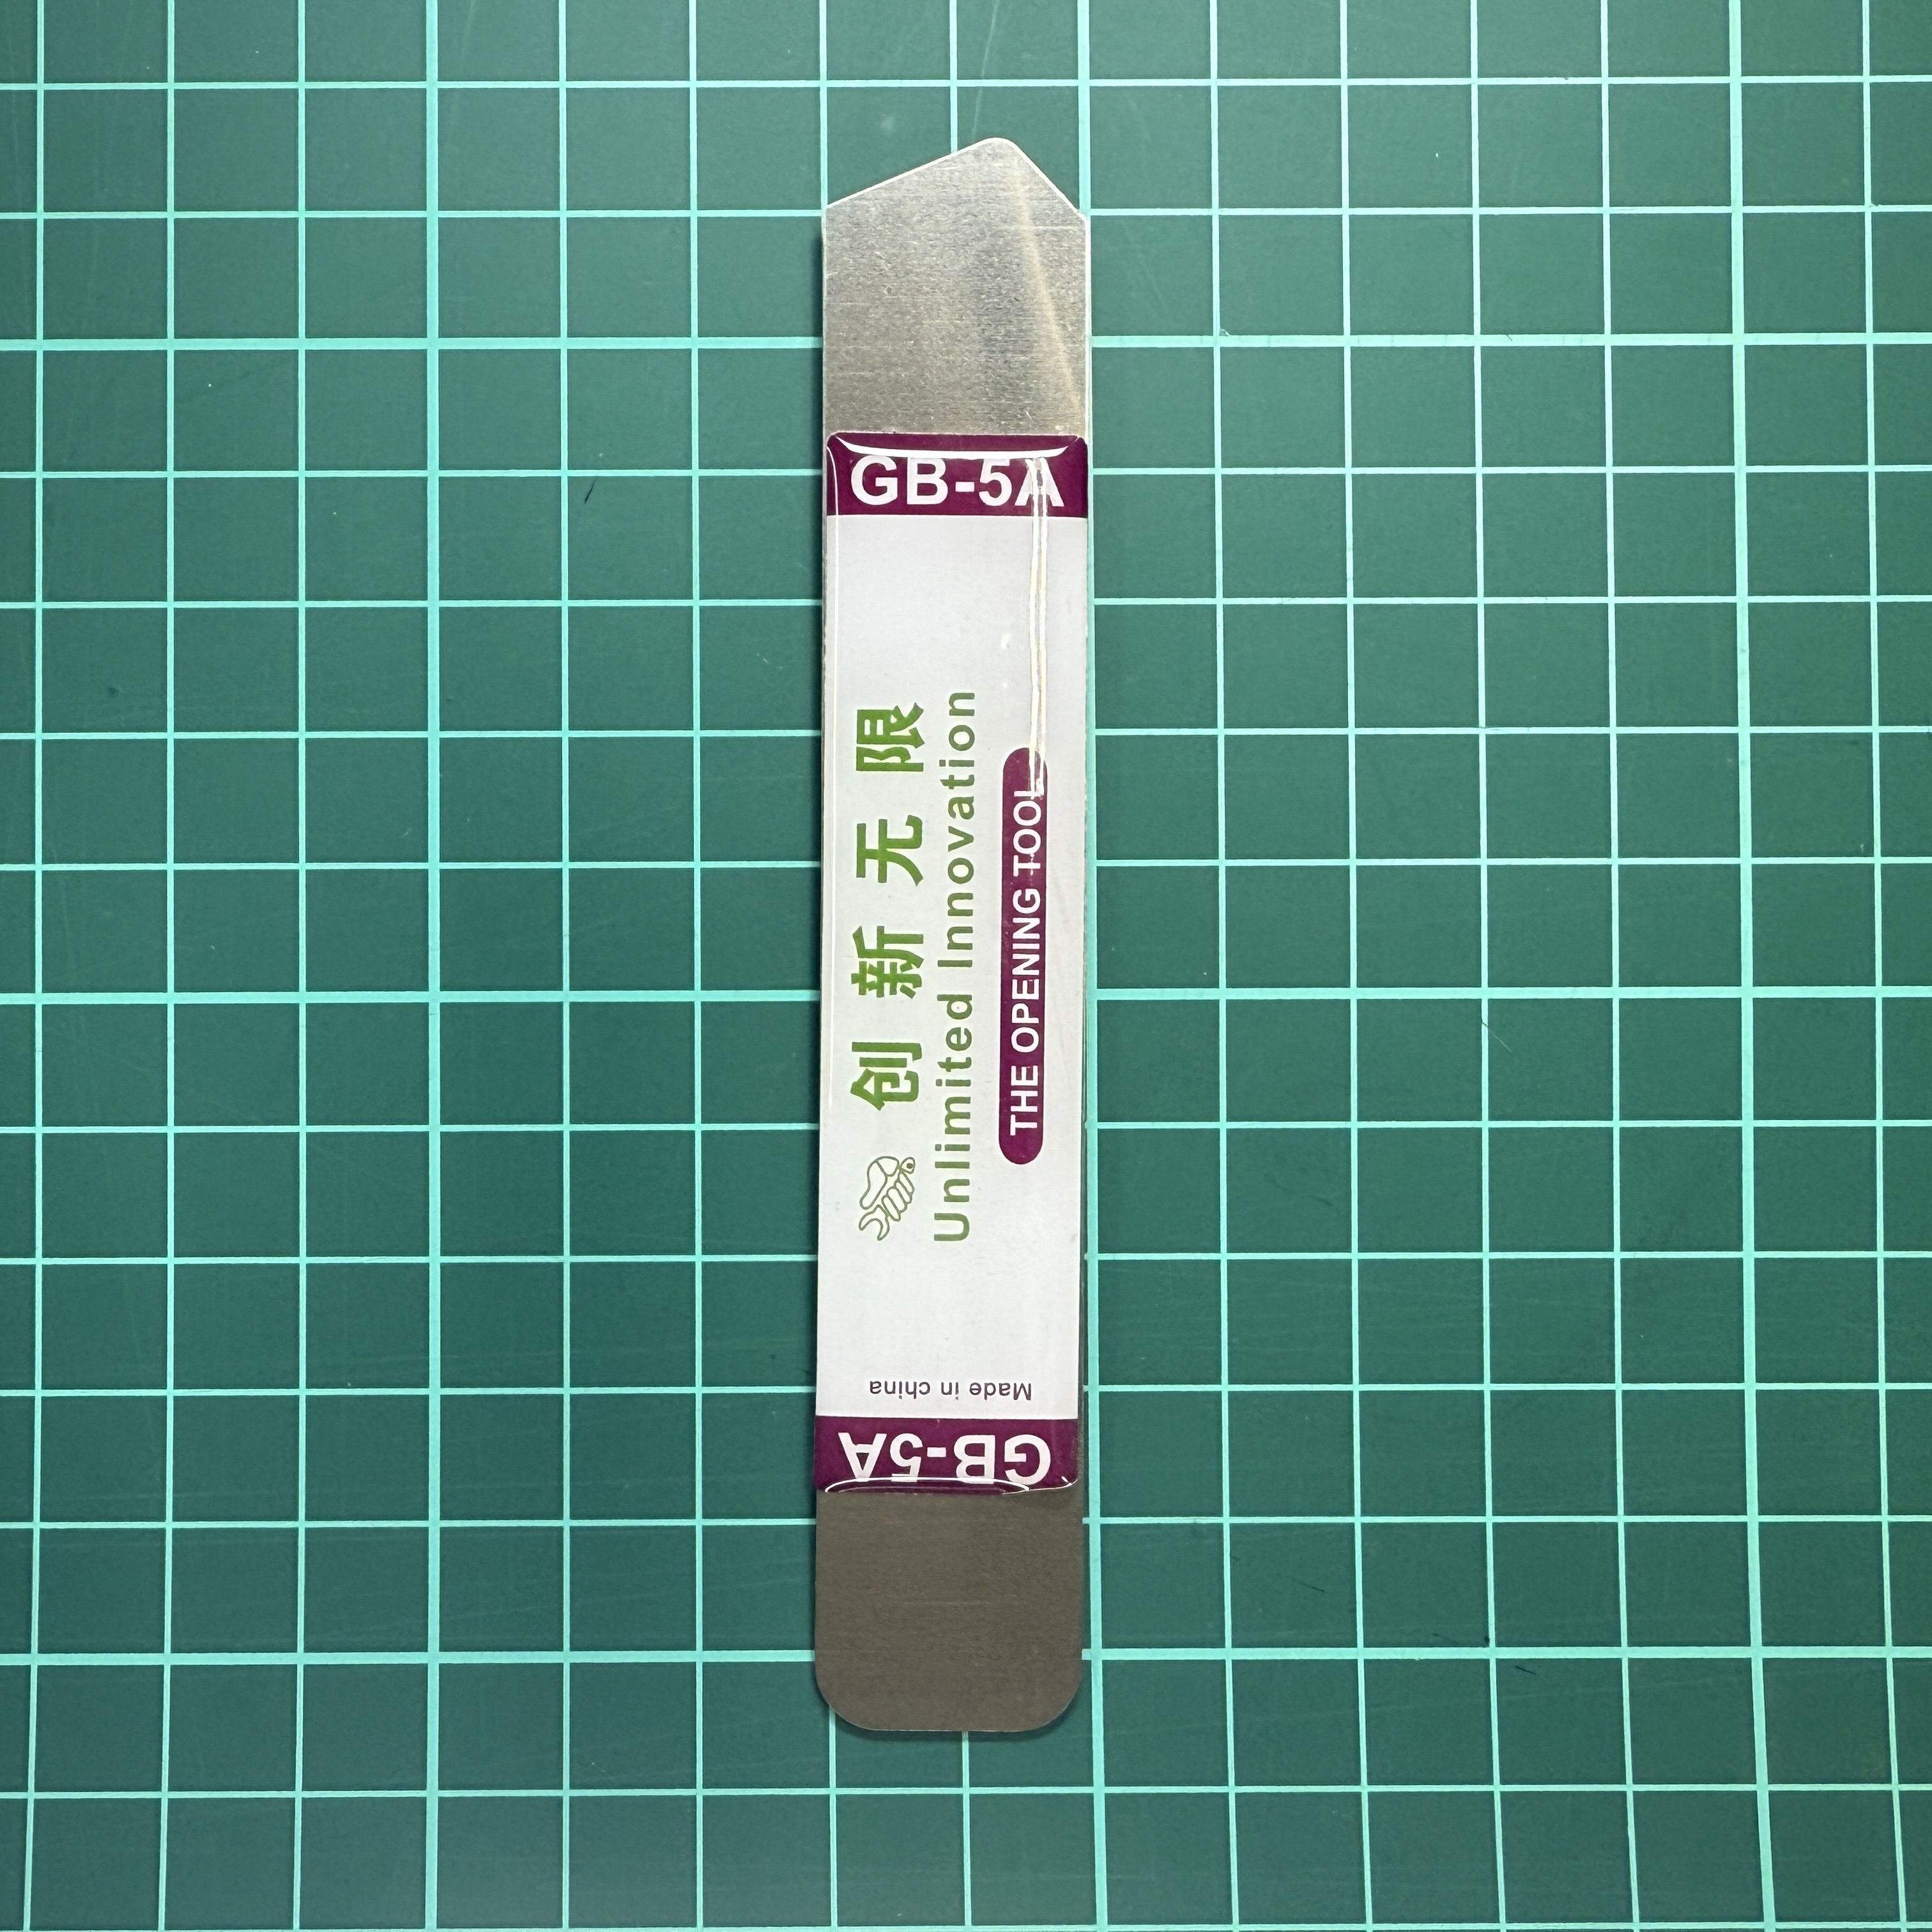 GB-5A
创新无限
Unlimited Innovation
THE OPENING TOOL
Made in china
GB-5A